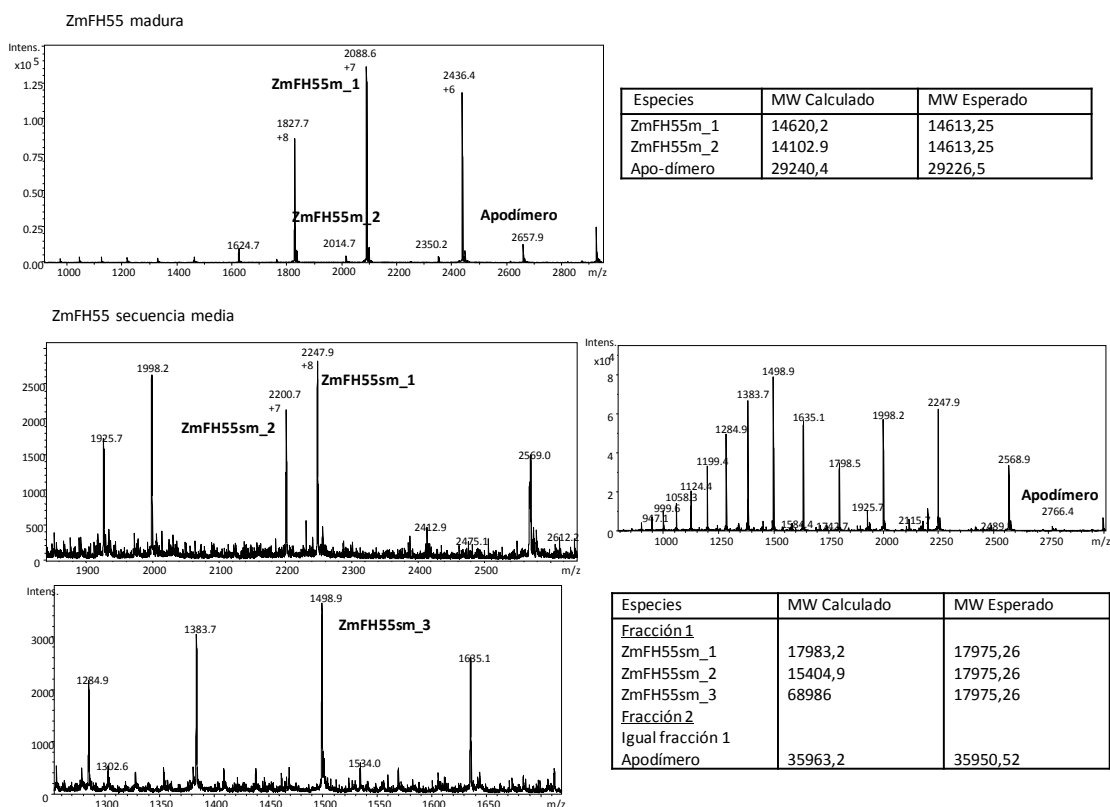 ZmFH55 madura
Intens.
x10 5
2088.6
+7
1.25
ZmFH55m_1
2436.4
+6
1.00
1827.7
+8
0.75
0.50
ZmFH55m_2
Apodímero
0.25
1624.7
2014.7
2350.2
2657.9
0.00
1000 1200 1400 1600 1800 2000 2200 2400 2600 2800 m/z
Especies MW Calculado MW Esperado
ZmFH55m_1 14620,2 14613,25
ZmFH55m_2 14102.9 14613,25
Apo-dímero 29240,4 29226,5
ZmFH55 secuencia media
Intens.
2247.9
+8
1998.2
2500
ZmFH55sm_1
2200.7
+7
2000
ZmFH55sm_2
1925.7
2569.0
1500
1000
500
2412.9
2475.1
2612.2
0
1900 2000 2100 2200 2300 2400 2500 m/z
Intens.
x10 4
1498.9
8
1383.7
2247.9
1635.1
1998.2
6
1284.9
4
1199.4
1798.5
2568.9
1124.4
2
1058.3
999.6
947.1
Apodímero
2766.4
1925.7
2115.7
1584.4
1742.7
2489.
0
1000 1250 1500 1750 2000 2250 2500 2750 m/z
Intens.
1498.9
1383.7
ZmFH55sm_3
3000
1635.1
1284.9
2000
1000
1302.6
1534.0
0
1300 1350 1400 1450 1500 1550 1600 1650 m/z
Especies MW Calculado MW Esperado
Fracción 1
ZmFH55sm_1 17983,2 17975,26
ZmFH55sm_2 15404,9 17975,26
ZmFH55sm_3 68986 17975,26
Fracción 2
Igual fracción 1
Apodímero 35963,2 35950,52